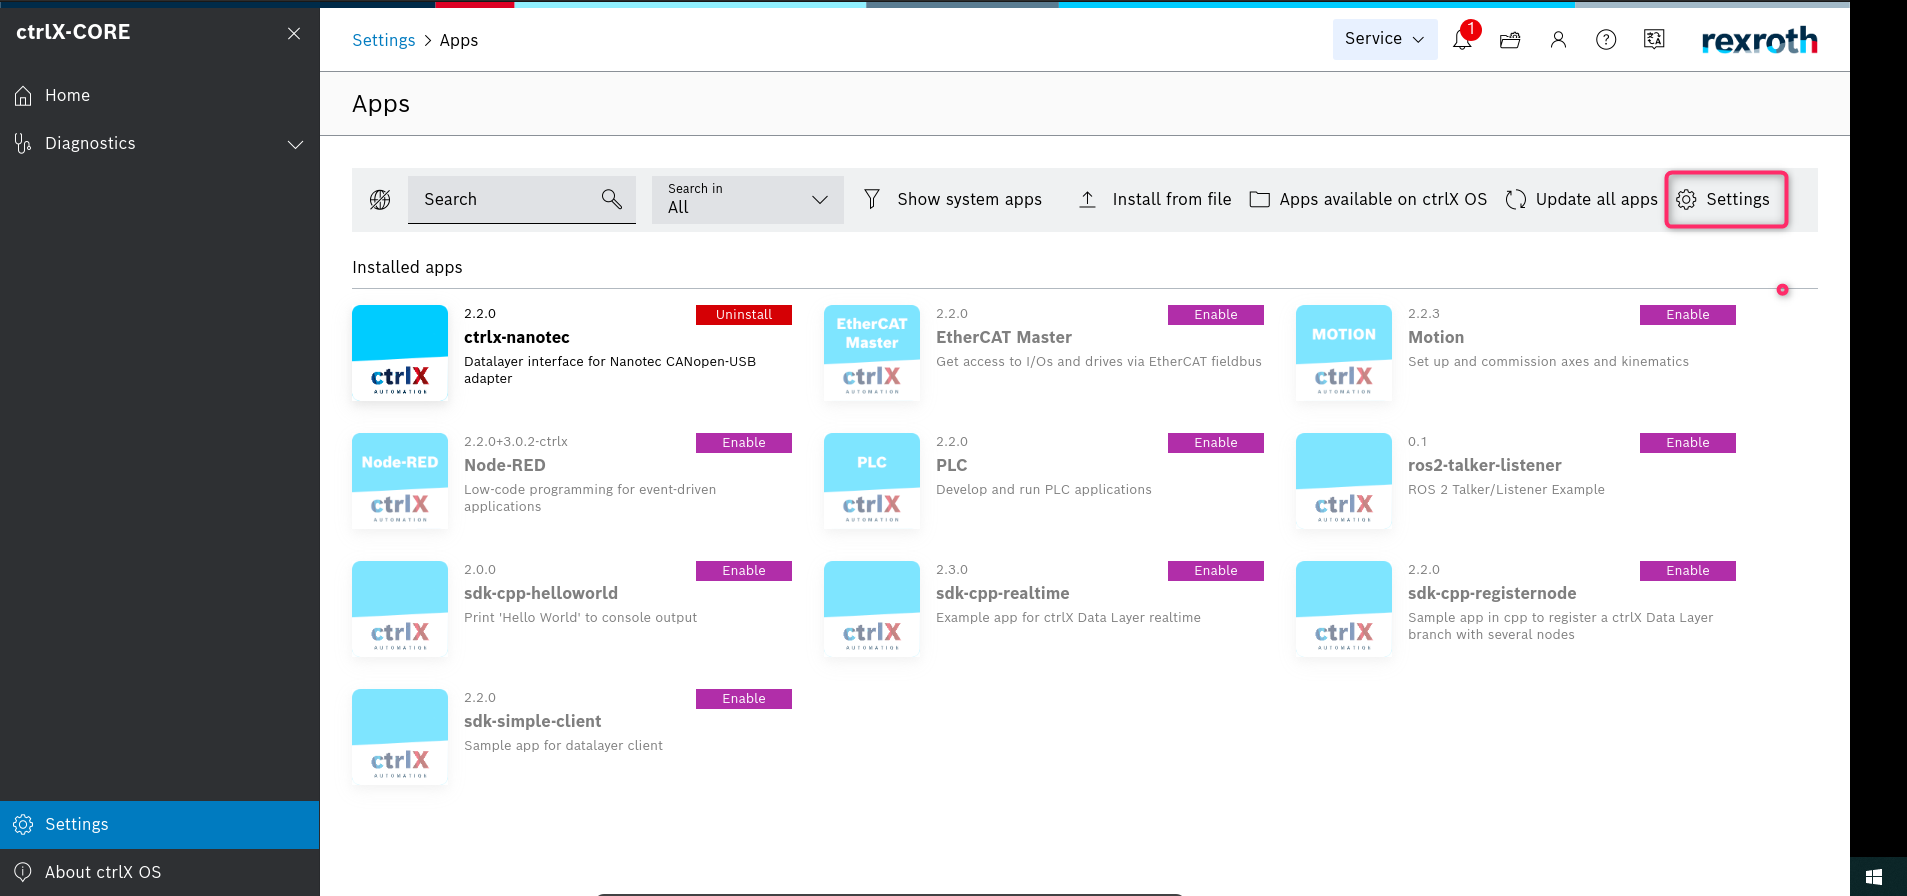 ctrlX-CORE
Home
Diagnostics
Settings
About ctrlX OS
Settings > Apps
Service
1
rexroth
Apps
Search
Search in
All
Show system apps
Install from file
Apps available on ctrlX OS
Update all apps
Settings
Installed apps
ctrlX
AUTOMATION
2.2.0
Uninstall
ctrlx-nanotec
Datalayer interface for Nanotec CANopen-USB
adapter
EtherCAT
Master
ctrlX
AUTOMATION
2.2.0
Enable
EtherCAT Master
Get access to I/Os and drives via EtherCAT fieldbus
MOTION
ctrlX
AUTOMATION
2.2.3
Enable
Motion
Set up and commission axes and kinematics
Node-RED
ctrlX
AUTOMATION
2.2.0+3.0.2-ctrlx
Enable
Node-RED
Low-code programming for event-driven
applications
PLC
ctrlX
AUTOMATION
2.2.0
Enable
PLC
Develop and run PLC applications
ctrlX
AUTOMATION
0.1
Enable
ros2-talker-listener
ROS 2 Talker/Listener Example
ctrlX
AUTOMATION
2.0.0
Enable
sdk-cpp-helloworld
Print 'Hello World' to console output
ctrlX
AUTOMATION
2.3.0
Enable
sdk-cpp-realtime
Example app for ctrlX Data Layer realtime
ctrlX
AUTOMATION
2.2.0
Enable
sdk-cpp-registernode
Sample app in cpp to register a ctrlX Data Layer
branch with several nodes
ctrlX
AUTOMATION
2.2.0
Enable
sdk-simple-client
Sample app for datalayer client